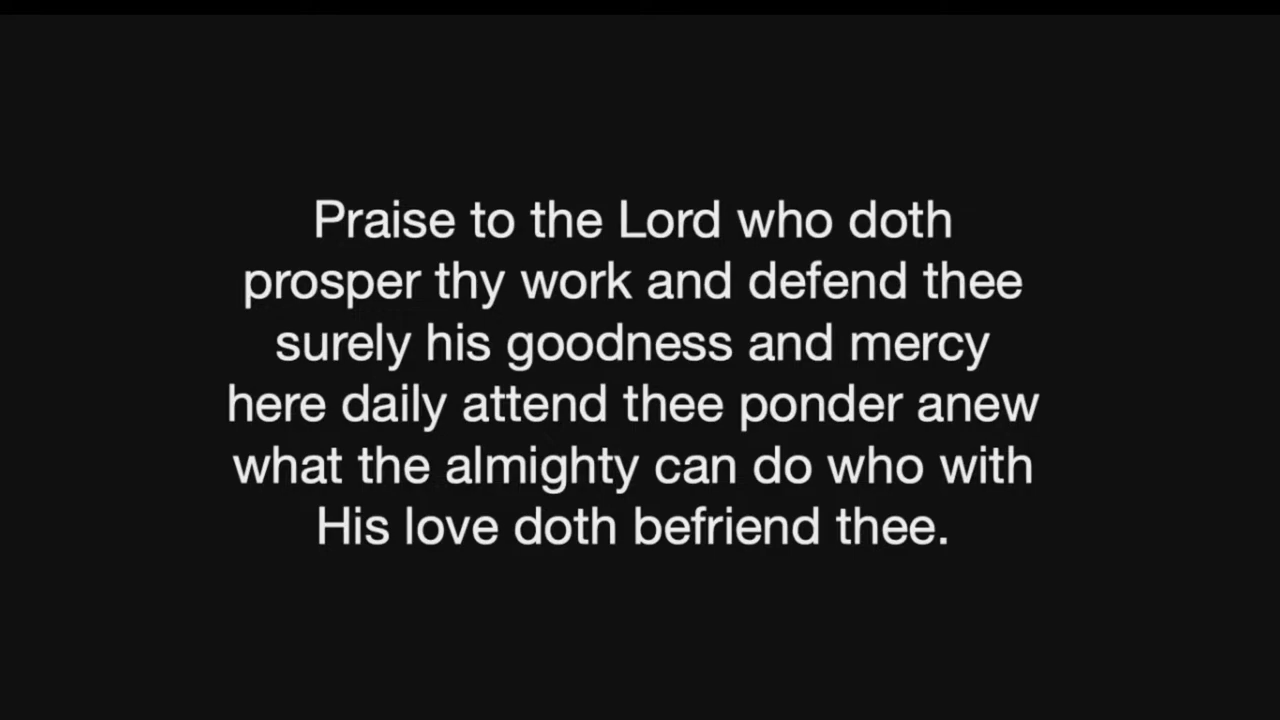 Praise to the Lord who doth
prosper thy work and defend thee
surely his goodness and mercy
here daily attend thee ponder anew
what the almighty can do who with
His love doth befriend thee.